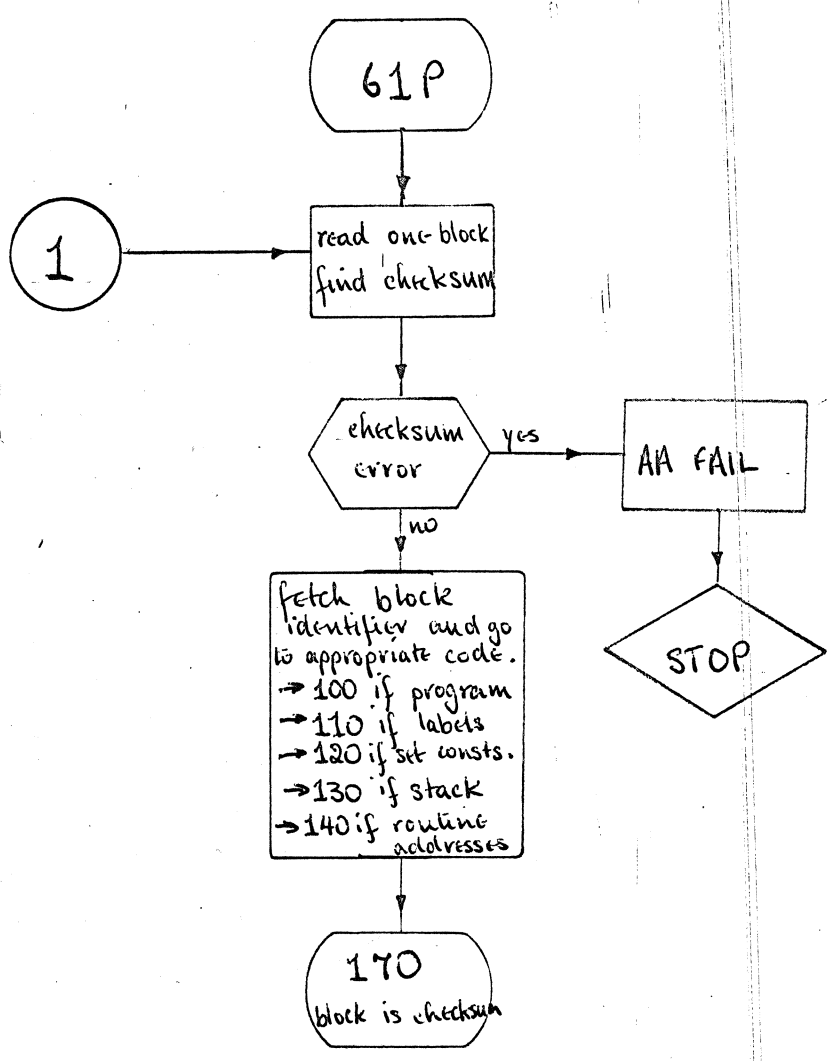 61P
1
read one block
find checksum
checksum
error
yes
AA FAIL
no
STOP
fetch block
identifier and go
to appropriate code.
→ 100 if program
→ 110 if labels
→ 120 if set consts.
→ 130 if stack
→ 140 if routine
addresses
170
block is checksum